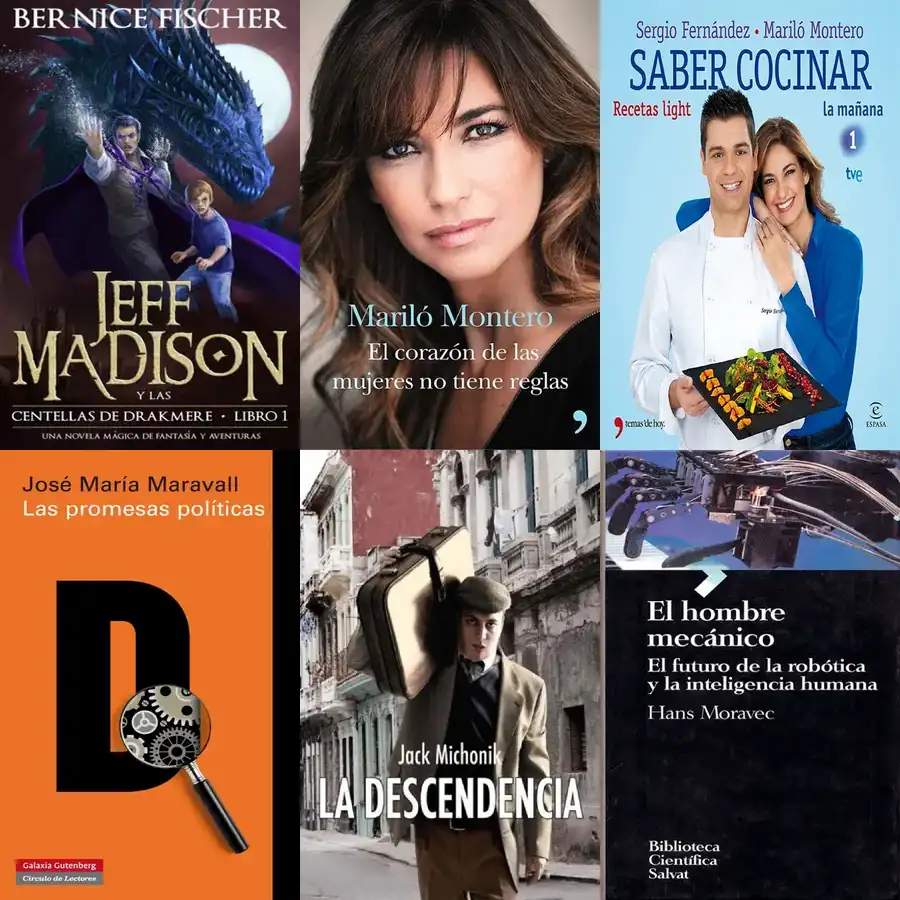 BERNICE FISCHER
JEFF
MADISON
Y LAS
CENTELLAS DE DRAKMERE • LIBRO 1
UNA NOVELA MÁGICA DE FANTASÍA Y AVENTURAS
Mariló Montero
El corazón de las
mujeres no tiene reglas
Sergio Fernández • Mariló Montero
SABER COCINAR
Recetas light
la mañana
1
tve
temas de hoy.
e
ESPASA
José María Maravall
Las promesas políticas
D
Galaxia Gutenberg
Círculo de Lectores
Jack Michonik
LA DESCENDENCIA
El hombre
mecánico
El futuro de la robótica
y la inteligencia humana
Hans Moravec
Biblioteca
Científica
Salvat